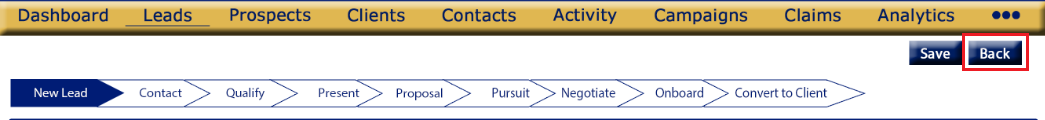 Dashboard Leads Prospects Clients Contacts Activity Campaigns Claims Analytics •••
Save Back
New Lead Contact Qualify Present Proposal Pursuit Negotiate Onboard Convert to Client